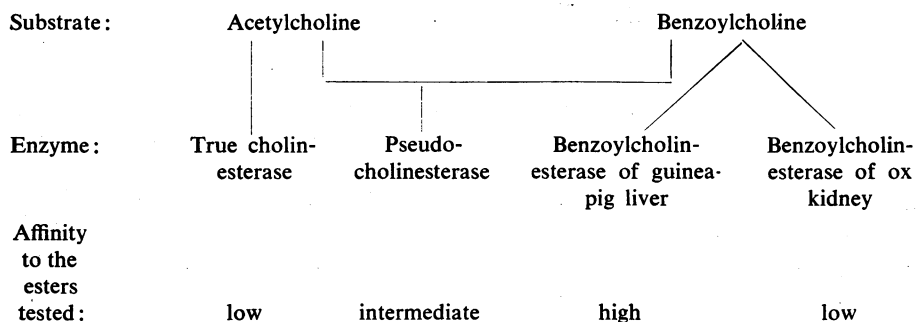 Substrate: Acetylcholine Benzoylcholine
Enzyme: True cholin- Pseudo- Benzoylcholin- Benzoylcholin-
esterase cholinesterase esterase of guinea- esterase of ox
pig liver kidney
Affinity
to the
esters
tested: low intermediate high low